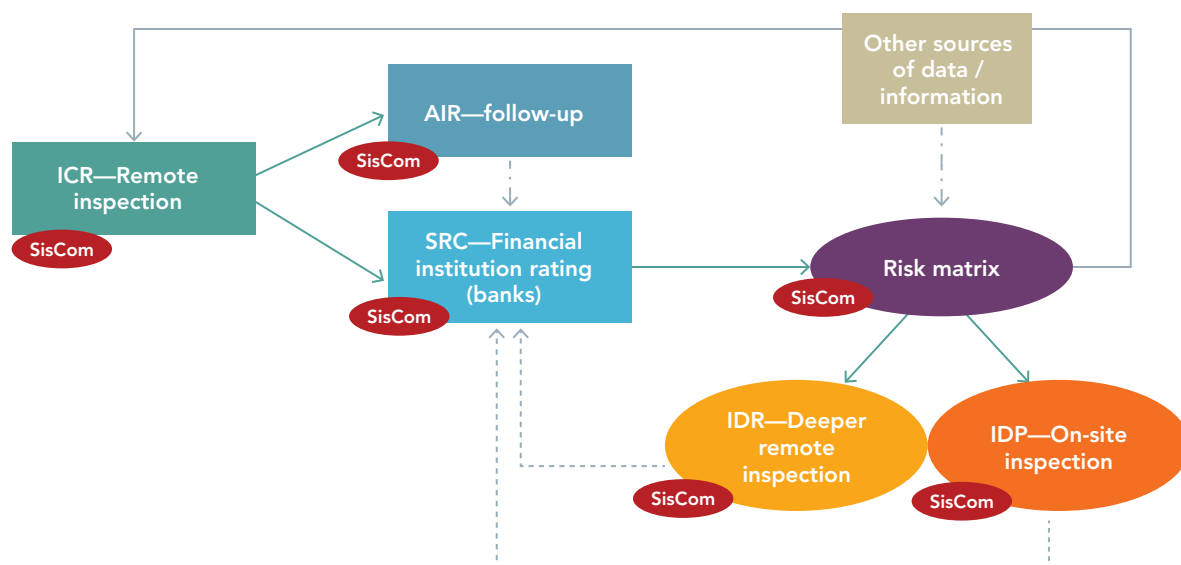 Other sources
of data /
information
AIR—follow-up
SisCom
ICR—Remote
inspection
SisCom
SRC—Financial
institution rating
(banks)
SisCom
Risk matrix
SisCom
IDR—Deeper
remote
inspection
SisCom
IDP—On-site
inspection
SisCom